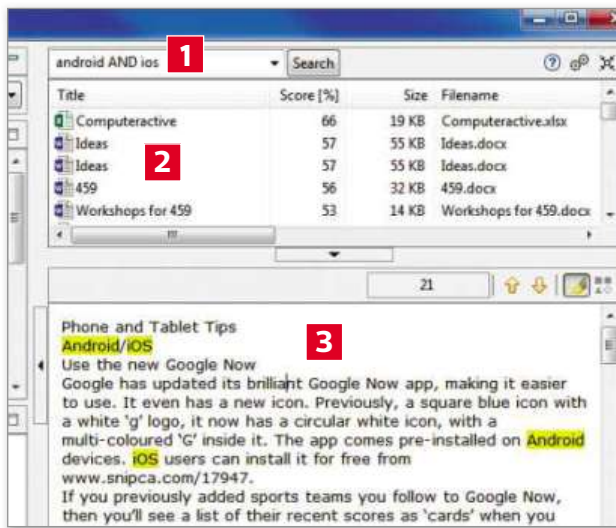 android AND ios 1 Search
Title Score [%] Size Filename
Computeractive 66 19 KB Computeractive.xlsx
Ideas 57 55 KB Ideas.docx
Ideas 57 55 KB Ideas.docx
2
459 56 32 KB 459.docx
Workshops for 459 53 14 KB Workshops for 459.docx
21
Phone and Tablet Tips
3
Android/iOS
Use the new Google Now
Google has updated its brilliant Google Now app, making it easier
to use. It even has a new icon. Previously, a square blue icon with
a white 'g' logo, it now has a circular white icon, with a
multi-coloured 'G' inside it. The app comes pre-installed on Android
devices. iOS users can install it for free from
www.snipca.com/17947.
If you previously added sports teams you follow to Google Now,
then you'll see a list of their recent scores as 'cards' when you